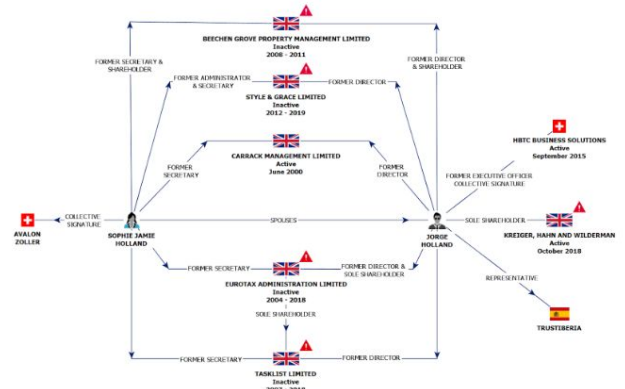 BEECHEN GROVE PROPERTY MANAGEMENT LIMITED
Inactive
2008 - 2011
FORMER SECRETARY &
SHAREHOLDER
FORMER DIRECTOR
& SHAREHOLDER
FORMER ADMINISTRATOR
& SECRETARY
FORMER DIRECTOR
STYLE & GRACE LIMITED
Inactive
2012 - 2019
HBTC BUSINESS SOLUTIONS
Active
September 2015
CARRACK MANAGEMENT LIMITED
Active
June 2000
FORMER
SECRETARY
FORMER
DIRECTOR
FORMER EXECUTIVE OFFICER
COLLECTIVE SIGNATURE
AVALON
ZOLLER
COLLECTIVE
SIGNATURE
SOPHIE JAMIE
HOLLAND
SPOUSES
JORGE
HOLLAND
SOLE SHAREHOLDER
KREIGER, HAHN AND WILDERMAN
Active
October 2018
FORMER SECRETARY
FORMER DIRECTOR &
SOLE SHAREHOLDER
EUROTAX ADMINISTRATION LIMITED
Inactive
2004 - 2018
REPRESENTATIVE
SOLE SHAREHOLDER
TRUSTIBERIA
FORMER SECRETARY
FORMER DIRECTOR
TASKLIST LIMITED
Inactive